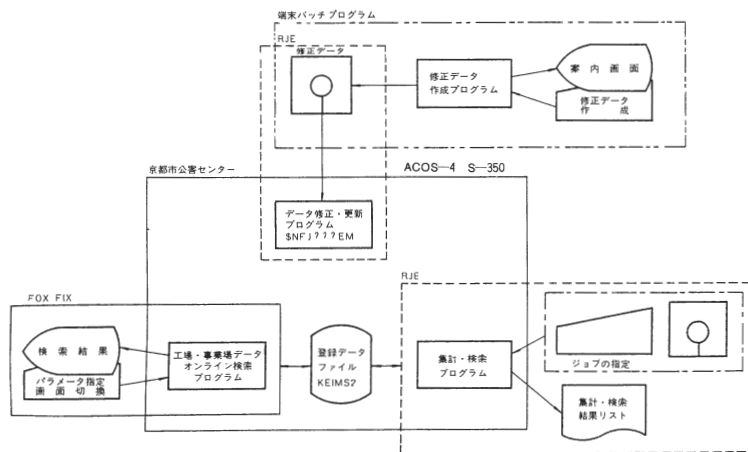 端末バッチプログラム
RJE
修正データ
修正データ
作成プログラム
案内画面
修正データ
作成
京都市公害センター
ACOS―4 S―350
データ修正・更新
プログラム
$NFJ???EM
RJE
FOX FIX
検索結果
パラメータ指定
画面切換
工場・事業場データ
オンライン検索
プログラム
登録データ
ファイル
KEIMS2
集計・検索
プログラム
ジョブの指定
集計・検索
結果リスト